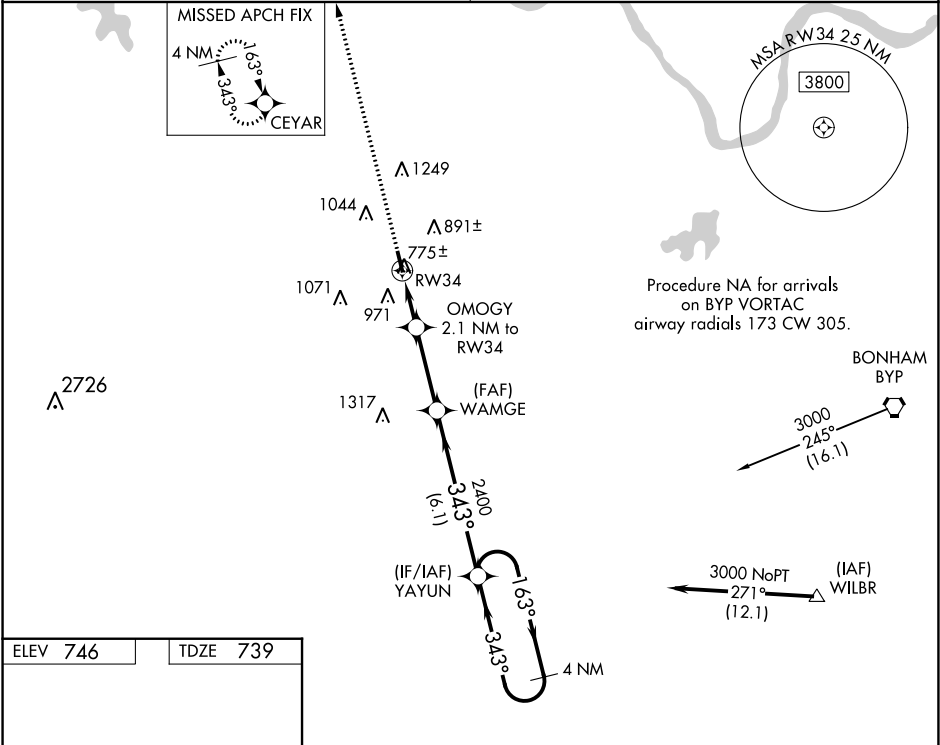 MISSED APCH FIX
4 NM
163°
343°
CEYAR
MSA RW34 25 NM
3800
1249
1044
891±
775±
RW34
1071
971
OMOGY
2.1 NM to
RW34
Procedure NA for arrivals
on BYP VORTAC
airway radials 173 CW 305.
BONHAM
BYP
2726
1317
(FAF)
WAMGE
3000
245°
(16.1)
2400
343°
(6.1)
(IF/IAF)
YAYUN
163°
343°
4 NM
3000 NoPT
271°
(12.1)
(IAF)
WILBR
ELEV 746
TDZE 739